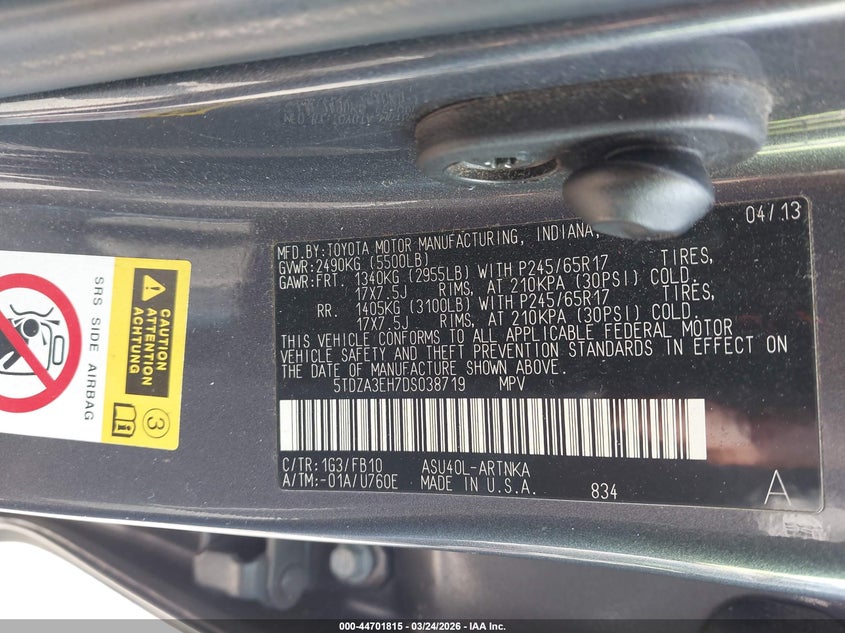 04/13
MFD.BY:TOYOTA MOTOR MANUFACTURING, INDIANA,
GVWR:2490KG (5500LB)
GAWR:FRT. 1340KG (2955LB) WITH P245/65R17 TIRES,
17X7.5J RIMS, AT 210KPA (30PSI) COLD.
RR. 1405KG (3100LB) WITH P245/65R17 TIRES,
17X7.5J RIMS, AT 210KPA (30PSI) COLD.
THIS VEHICLE CONFORMS TO ALL APPLICABLE FEDERAL MOTOR
VEHICLE SAFETY AND THEFT PREVENTION STANDARDS IN EFFECT ON
THE DATE OF MANUFACTURE SHOWN ABOVE.
5TDZA3EH7DS038719 MPV
C/TR:1G3/FB10 ASU40L-ARTNKA
A/TM:-01A/U760E MADE IN U.S.A. 834
A
SRS SIDE AIRBAG
CAUTION
ATTENTION
ACHTUNG
3
000-44701815 - 03/24/2026 - IAA Inc.